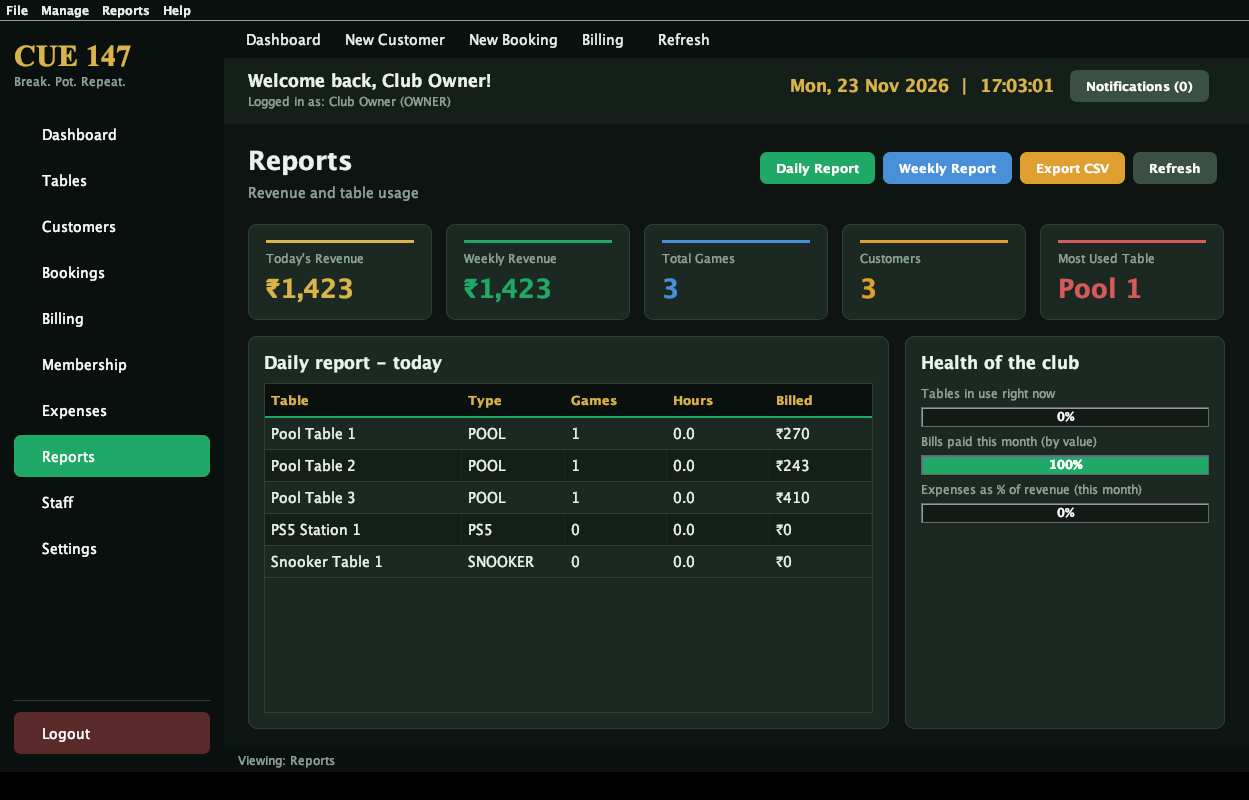 File Manage Reports Help
CUE 147
Break. Pot. Repeat.
Dashboard
Tables
Customers
Bookings
Billing
Membership
Expenses
Reports
Staff
Settings
Logout
Dashboard New Customer New Booking Billing Refresh
Welcome back, Club Owner!
Logged in as: Club Owner (OWNER)
Mon, 23 Nov 2026 | 17:03:01
Notifications (0)
Reports
Revenue and table usage
Daily Report Weekly Report Export CSV Refresh
Today's Revenue
₹1,423
Weekly Revenue
₹1,423
Total Games
3
Customers
3
Most Used Table
Pool 1
Daily report – today
Table Type Games Hours Billed
Pool Table 1 POOL 1 0.0 ₹270
Pool Table 2 POOL 1 0.0 ₹243
Pool Table 3 POOL 1 0.0 ₹410
PS5 Station 1 PS5 0 0.0 ₹0
Snooker Table 1 SNOOKER 0 0.0 ₹0
Health of the club
Tables in use right now
0%
Bills paid this month (by value)
100%
Expenses as % of revenue (this month)
0%
Viewing: Reports